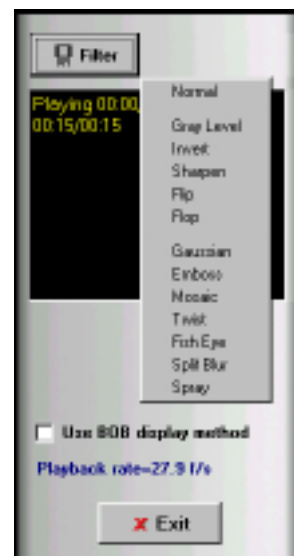 Filter
Playing 00:00,
00:15/00:15
Normal
Gray Level
Invert
Sharpen
Flip
Flop
Gaussian
Emboss
Mosaic
Twist
Fish Eye
Split Blur
Spray
Use BOB display method
Playback rate=27.9 f/s
Exit